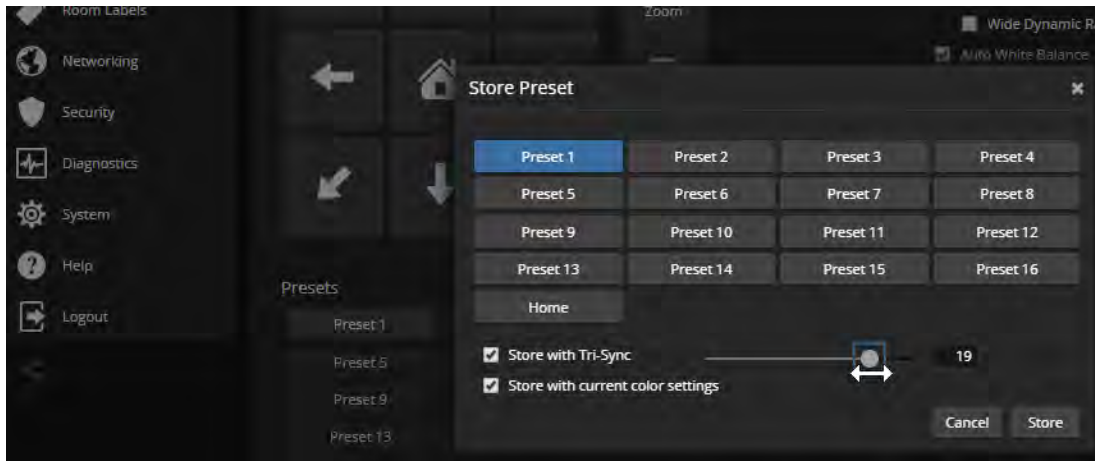 Room Labels
Networking
Security
Diagnostics
System
Help
Logout
Zoom
Wide Dynamic
Auto White Balance
Presets
Preset 1
Preset 5
Preset 9
Preset 13
Store Preset
Preset 1 Preset 2 Preset 3 Preset 4
Preset 5 Preset 6 Preset 7 Preset 8
Preset 9 Preset 10 Preset 11 Preset 12
Preset 13 Preset 14 Preset 15 Preset 16
Home
Store with Tri-Sync 19
Store with current color settings
Cancel Store